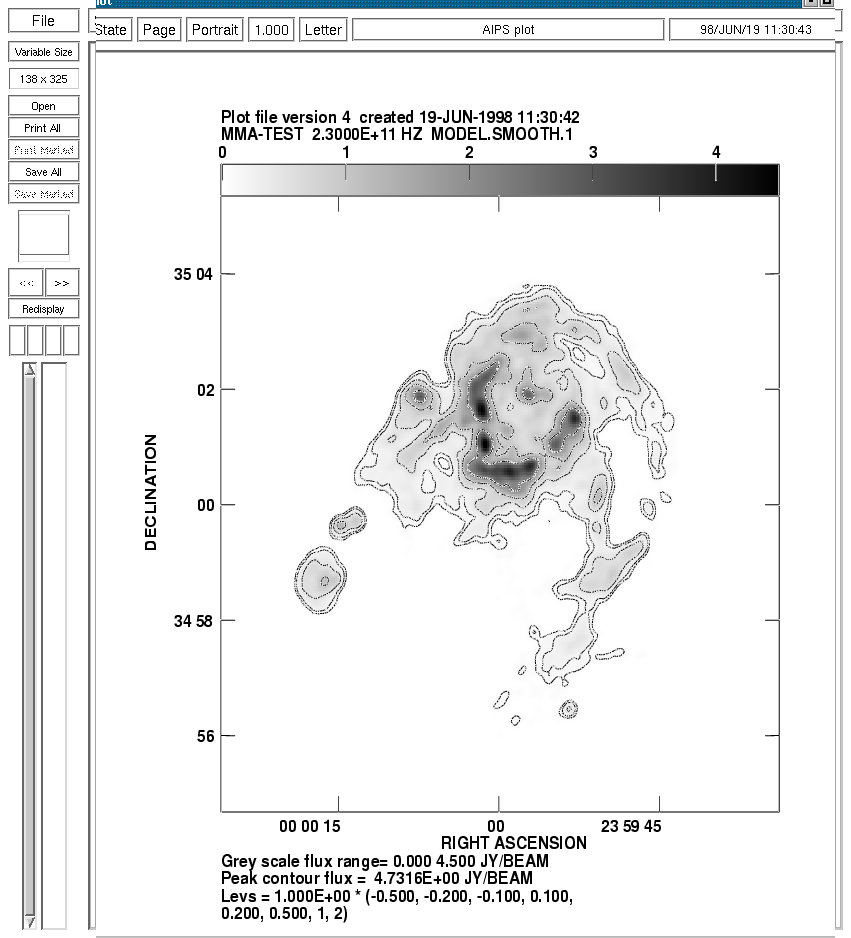 File
Variable Size
138 x 325
Open
Print All
Print Marked
Save All
Save Marked
<< >>
Redisplay
State Page Portrait 1.000 Letter AIPS plot 98/JUN/19 11:30:43
Plot file version 4 created 19-JUN-1998 11:30:42
MMA-TEST 2.3000E+11 HZ MODEL.SMOOTH.1
0 1 2 3 4
35 04
02
00
34 58
56
DECLINATION
00 00 15 00 23 59 45
RIGHT ASCENSION
Grey scale flux range= 0.000 4.500 JY/BEAM
Peak contour flux = 4.7316E+00 JY/BEAM
Levs = 1.000E+00 * (-0.500, -0.200, -0.100, 0.100,
0.200, 0.500, 1, 2)